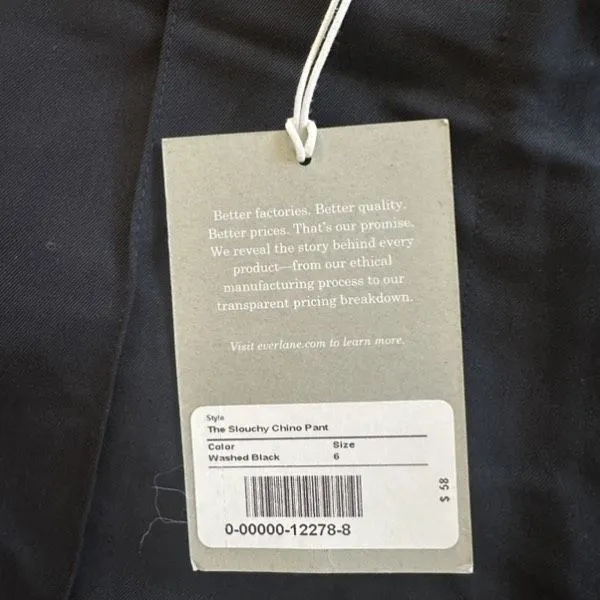 Better factories. Better quality.
Better prices. That's our promise.
We reveal the story behind every
product—from our ethical
manufacturing process to our
transparent pricing breakdown.
Visit everlane.com to learn more.
Style
The Slouchy Chino Pant
Color Size
Washed Black 6
$ 58
0-00000-12278-8